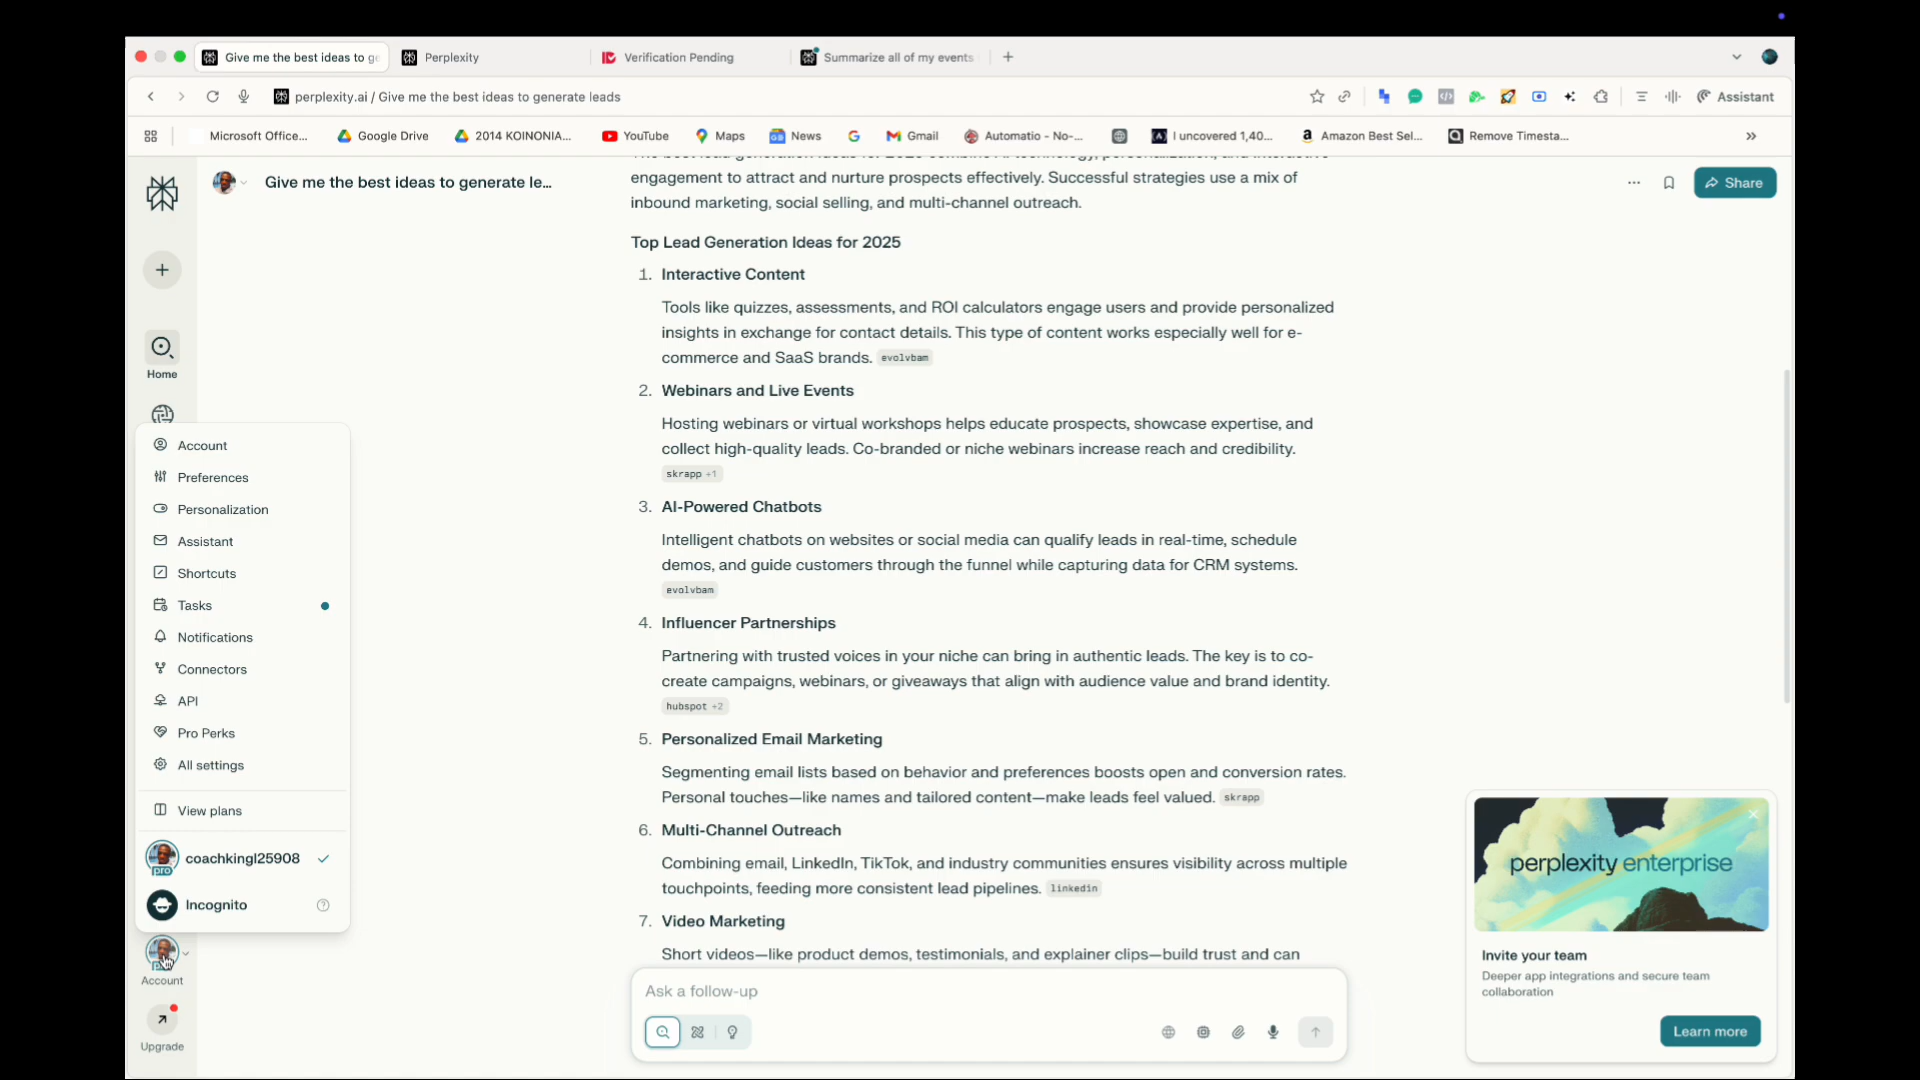 Give me the best ideas to ge
Perplexity
Verification Pending
Summarize all of my events
perplexity.ai / Give me the best ideas to generate leads
Assistant
Microsoft Office...
Google Drive
2014 KOINONIA...
YouTube
Maps
News
Gmail
Automatio - No-...
I uncovered 1,40...
Amazon Best Sel...
Remove Timesta...
Give me the best ideas to generate le...
Share
engagement to attract and nurture prospects effectively. Successful strategies use a mix of
inbound marketing, social selling, and multi-channel outreach.
Top Lead Generation Ideas for 2025
1. Interactive Content
Tools like quizzes, assessments, and ROI calculators engage users and provide personalized
insights in exchange for contact details. This type of content works especially well for e-
commerce and SaaS brands. evolvbam
2. Webinars and Live Events
Hosting webinars or virtual workshops helps educate prospects, showcase expertise, and
collect high-quality leads. Co-branded or niche webinars increase reach and credibility.
skrapp +1
3. AI-Powered Chatbots
Intelligent chatbots on websites or social media can qualify leads in real-time, schedule
demos, and guide customers through the funnel while capturing data for CRM systems.
evolvbam
4. Influencer Partnerships
Partnering with trusted voices in your niche can bring in authentic leads. The key is to co-
create campaigns, webinars, or giveaways that align with audience value and brand identity.
hubspot +2
5. Personalized Email Marketing
Segmenting email lists based on behavior and preferences boosts open and conversion rates.
Personal touches—like names and tailored content—make leads feel valued. skrapp
6. Multi-Channel Outreach
Combining email, LinkedIn, TikTok, and industry communities ensures visibility across multiple
touchpoints, feeding more consistent lead pipelines. linkedin
7. Video Marketing
Short videos—like product demos, testimonials, and explainer clips—build trust and can
Ask a follow-up
Home
Account
Preferences
Personalization
Assistant
Shortcuts
Tasks
Notifications
Connectors
API
Pro Perks
All settings
View plans
pro
coachkingl25908
Incognito
Account
Upgrade
perplexity enterprise
Invite your team
Deeper app integrations and secure team
collaboration
Learn more